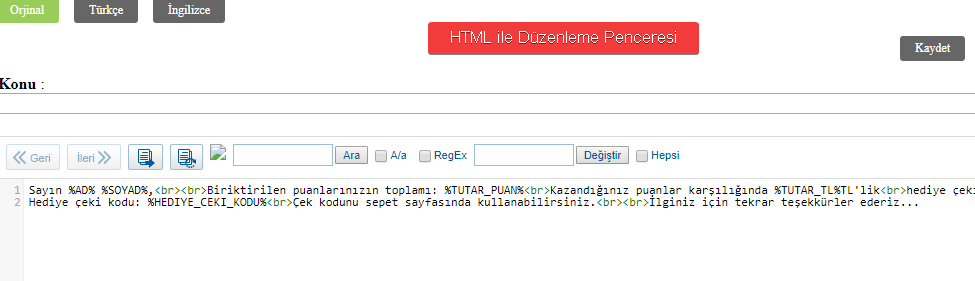 Orjinal Türkçe İngilizce
HTML ile Düzenleme Penceresi
Kaydet
Konu :
Geri İleri Ara A/a RegEx Değiştir Hepsi
1 Sayın %AD% %SOYAD%,<br><br>Biriktirilen puanlarınızın toplamı: %TUTAR_PUAN%<br>Kazandığınız puanlar karşılığında %TUTAR_TL%TL'lik<br>hediye çeki
2 Hediye çeki kodu: %HEDIYE_CEKI_KODU%<br>Çek kodunu sepet sayfasında kullanabilirsiniz.<br><br>İlginiz için tekrar teşekkürler ederiz...